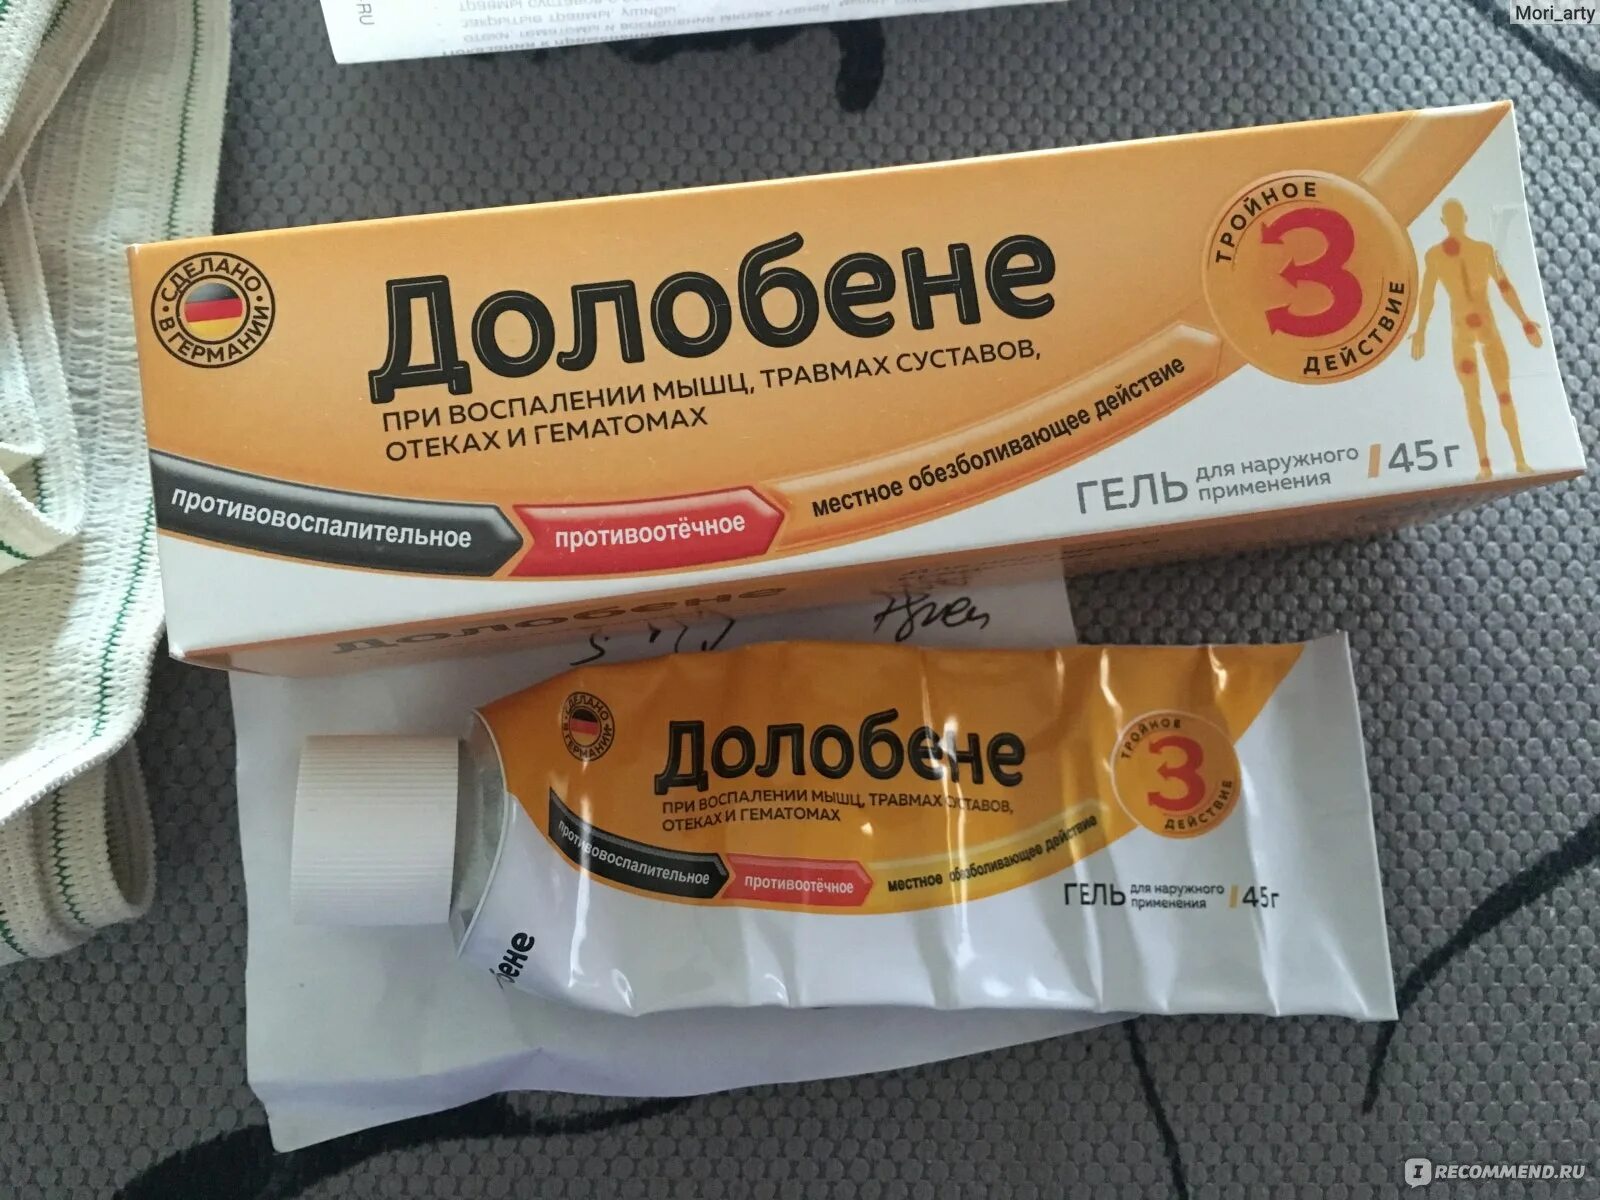 Mori_arty
RU
СДЕЛАНО
В ГЕРМАНИИ
Долобене
ПРИ ВОСПАЛЕНИИ МЫШЦ, ТРАВМАХ СУСТАВОВ,
ОТЕКАХ И ГЕМАТОМАХ
противовоспалительное
противоотёчное
местное обезболивающее действие
ТРОЙНОЕ
3
ДЕЙСТВИЕ
ГЕЛЬ для наружного
применения
45 г
Долобене
СДЕЛАНО
В ГЕРМАНИИ
Долобене
ПРИ ВОСПАЛЕНИИ МЫШЦ, ТРАВМАХ СУСТАВОВ,
ОТЕКАХ И ГЕМАТОМАХ
противовоспалительное
противоотёчное
местное обезболивающее действие
ТРОЙНОЕ
3
ДЕЙСТВИЕ
ГЕЛЬ для наружного
применения
45г
бене
IRECOMMEND.RU